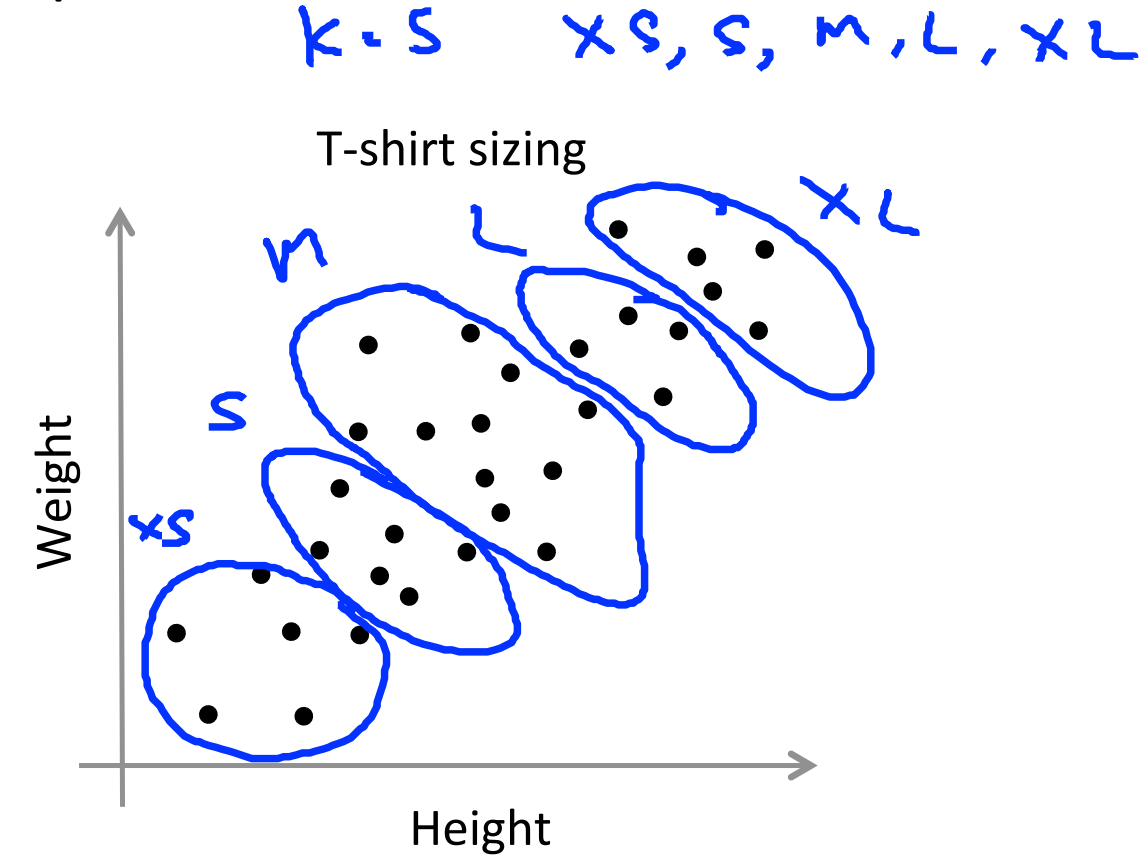 K=5 XS, S, M, L, XL
T-shirt sizing
XL
L
M
S
XS
Weight
Height